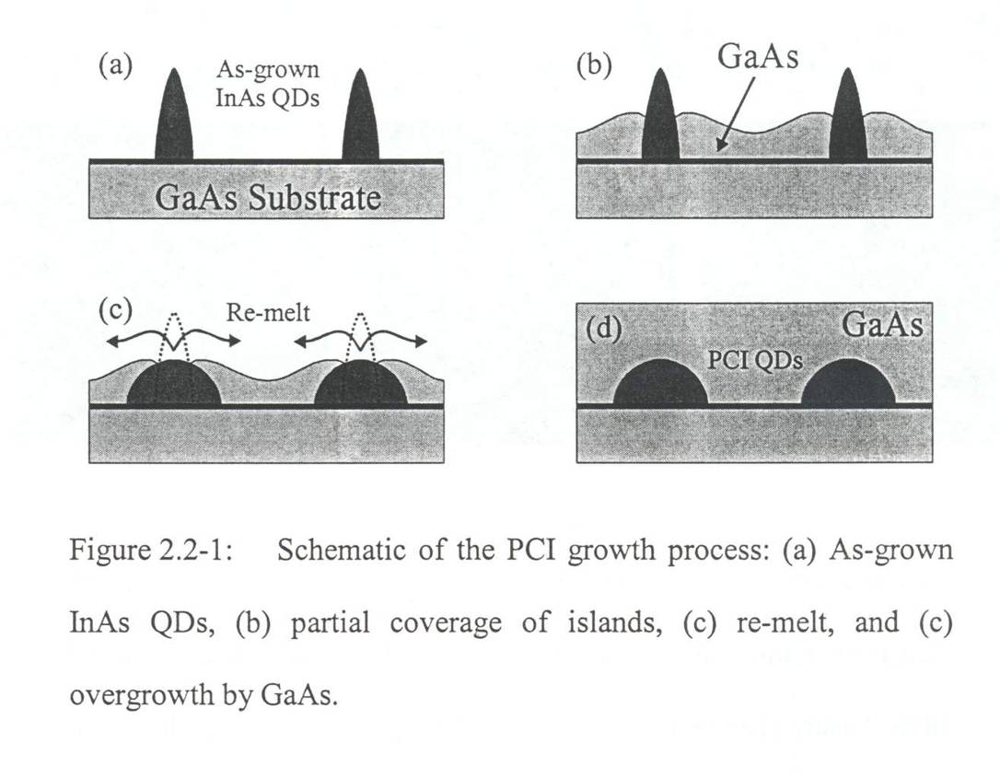 (a)
As-grown
InAs QDs
GaAs Substrate
(b)
GaAs
(c)
Re-melt
(d)
GaAs
PCI QDs
Figure 2.2-1: Schematic of the PCI growth process: (a) As-grown
InAs QDs, (b) partial coverage of islands, (c) re-melt, and (c)
overgrowth by GaAs.